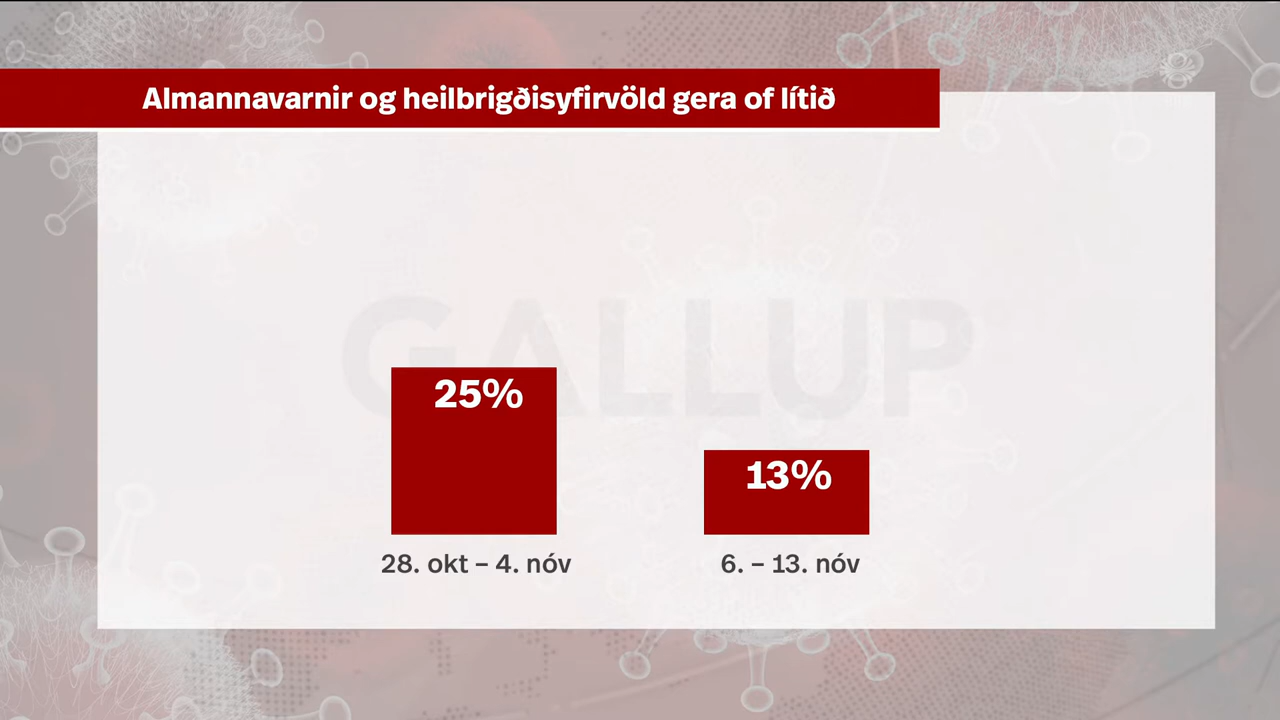 Almannavarnir og heilbrigðisyfirvöld gera of lítið
GALLUP
25%
13%
28. okt – 4. nóv
6. – 13. nóv